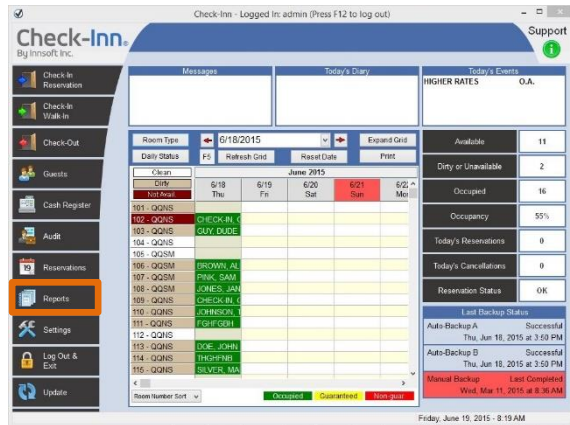 Check-Inn - Logged In: admin (Press F12 to log out)
Check-Inn®
By Innsoft Inc.
Support
Check-In
Reservation
Check-In
Walk-In
Check-Out
Guests
Cash Register
Audit
19
Reservations
Reports
Settings
Log Out &
Exit
Update
Messages
Today's Diary
Today's Events
HIGHER RATES O.A.
Room Type
6/18/2015
Expand Grid
Daily Status
F5 Refresh Grid
Reset Date
Print
Clean
Dirty
Not Avail.
June 2015
6/18 6/19 6/20 6/21 6/22
Thu Fri Sat Sun Mon
101 - QQNS
102 - QQNS CHECK-IN, C
103 - QQNS GUY, DUDE
104 - QQNS
105 - QQSM
106 - QQSM BROWN, AL
107 - QQSM PINK, SAM
108 - QQSM JONES, JAN
109 - QQNS CHECK-IN, C
110 - QQNS JOHNSON, 1
111 - QQNS FGHFGBH
112 - QQNS
113 - QQNS DOE, JOHN
114 - QQNS THGHFNB
115 - QQNS SILVER, MA
Room Number Sort
Occupied Guaranteed Non-guar
Available 11
Dirty or Unavailable 2
Occupied 16
Occupancy 55%
Today's Reservations 0
Today's Cancellations 0
Reservation Status OK
Last Backup Status
Auto-Backup A Successful
Thu, Jun 18, 2015 at 3:50 PM
Auto-Backup B Successful
Thu, Jun 18, 2015 at 3:50 PM
Manual Backup Last Completed
Wed, Mar 11, 2015 at 8:36 AM
Friday, June 19, 2015 - 8:19 AM